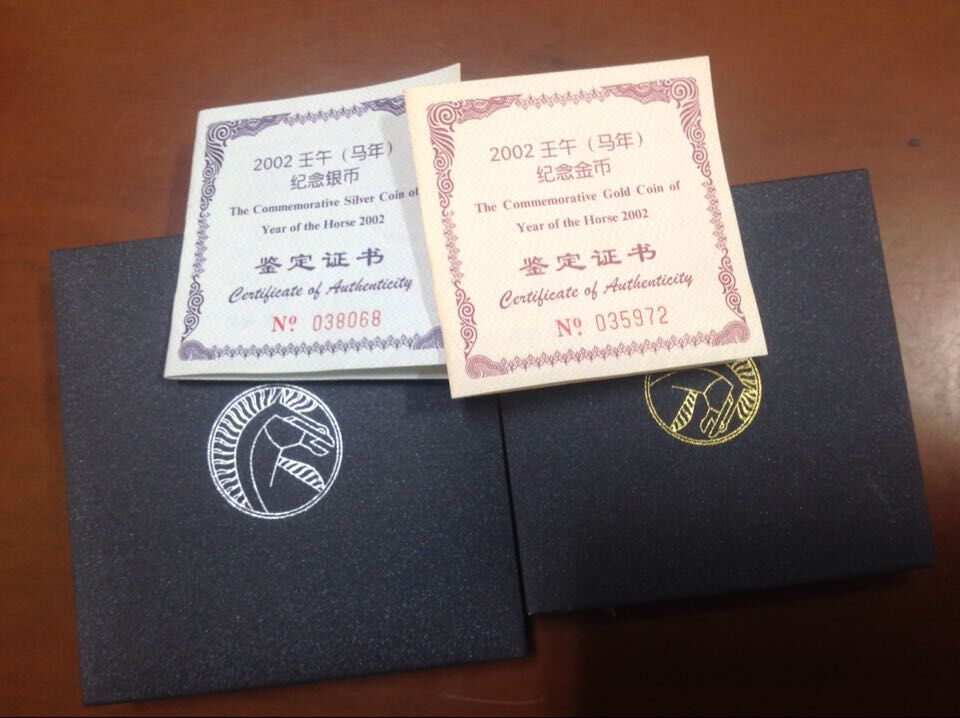 2002 壬午（马年）
纪念银币
The Commemorative Silver Coin of
Year of the Horse 2002
鉴定证书
Certificate of Authenticity
Nº 038068
2002 壬午（马年）
纪念金币
The Commemorative Gold Coin of
Year of the Horse 2002
鉴定证书
Certificate of Authenticity
Nº 035972